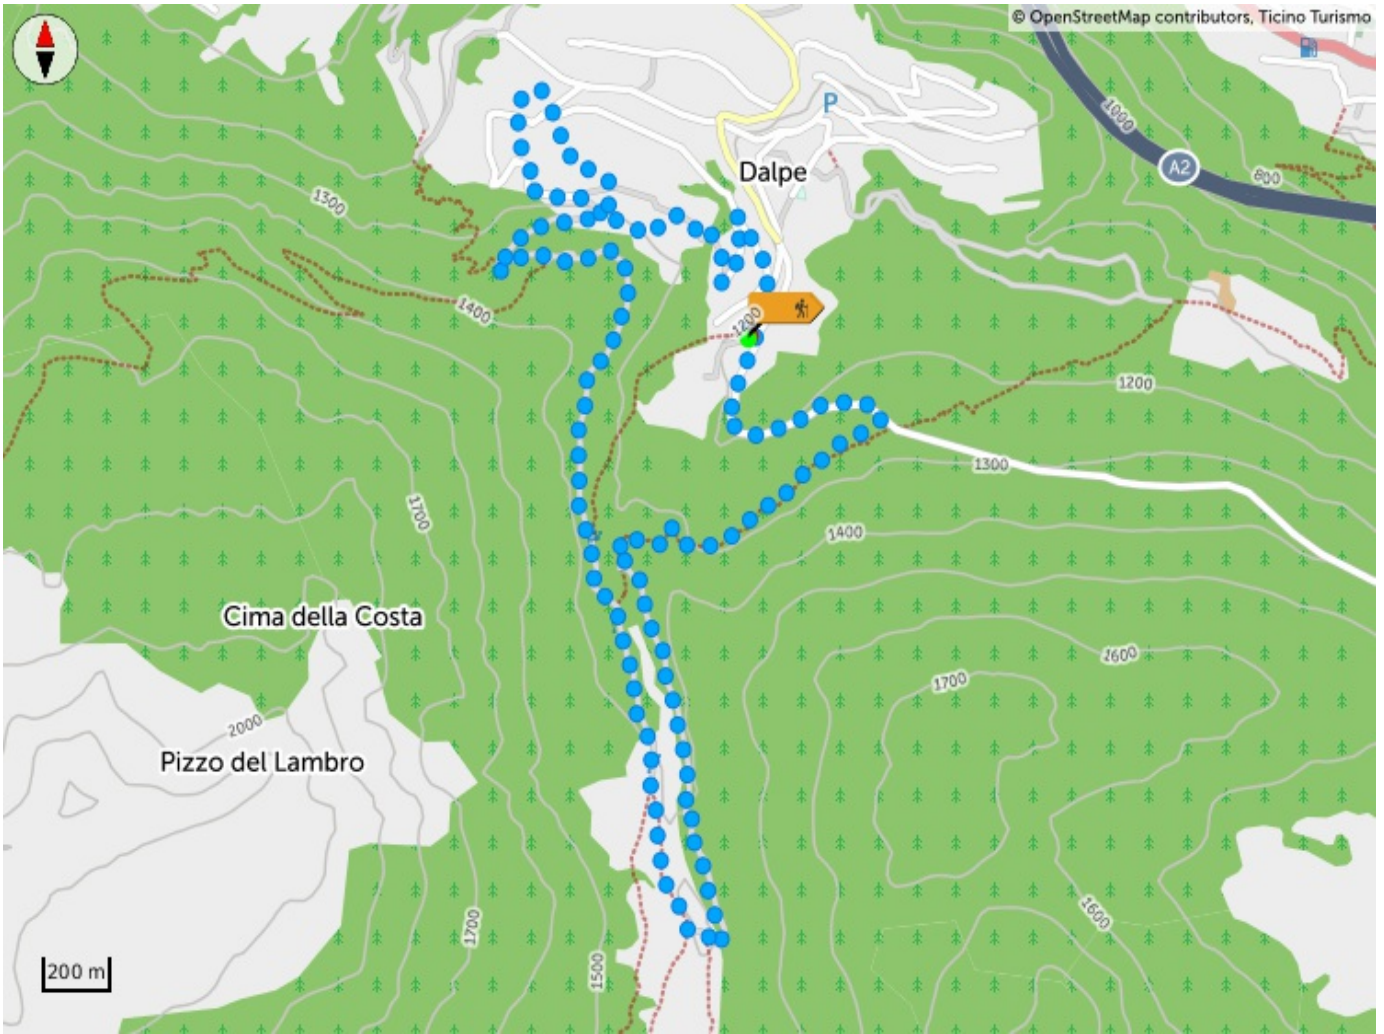 © OpenStreetMap contributors, Ticino Turismo
P
1000
Dalpe
A2
800
1300
1400
1200
1200
1300
1700
1400
Cima della Costa
1600
1700
2000
Pizzo del Lambro
1700
1600
200 m
1500